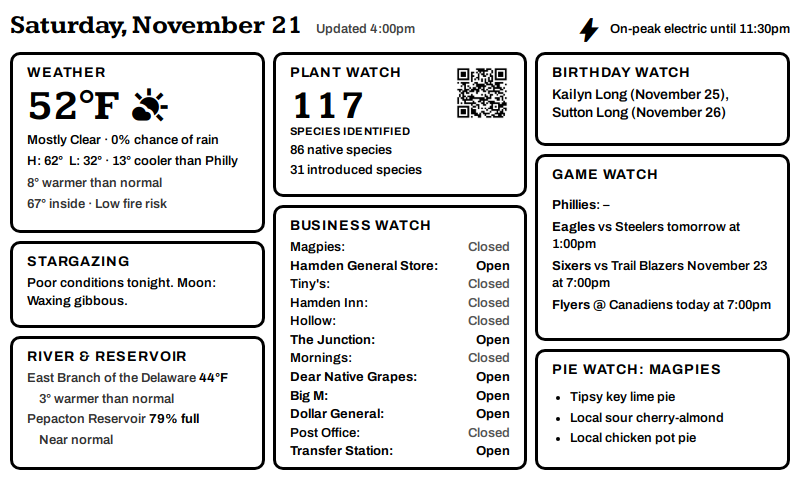 Saturday, November 21
Updated 4:00pm
On-peak electric until 11:30pm
WEATHER
52°F
Mostly Clear · 0% chance of rain
H: 62° L: 32° · 13° cooler than Philly
8° warmer than normal
67° inside · Low fire risk
STARGAZING
Poor conditions tonight. Moon:
Waxing gibbous.
RIVER & RESERVOIR
East Branch of the Delaware 44°F
3° warmer than normal
Pepacton Reservoir 79% full
Near normal
PLANT WATCH
117
SPECIES IDENTIFIED
86 native species
31 introduced species
BUSINESS WATCH
Magpies: Closed
Hamden General Store: Open
Tiny's: Closed
Hamden Inn: Closed
Hollow: Closed
The Junction: Open
Mornings: Closed
Dear Native Grapes: Open
Big M: Open
Dollar General: Open
Post Office: Closed
Transfer Station: Open
BIRTHDAY WATCH
Kailyn Long (November 25),
Sutton Long (November 26)
GAME WATCH
Phillies: –
Eagles vs Steelers tomorrow at
1:00pm
Sixers vs Trail Blazers November 23
at 7:00pm
Flyers @ Canadiens today at 7:00pm
PIE WATCH: MAGPIES
• Tipsy key lime pie
• Local sour cherry-almond
• Local chicken pot pie